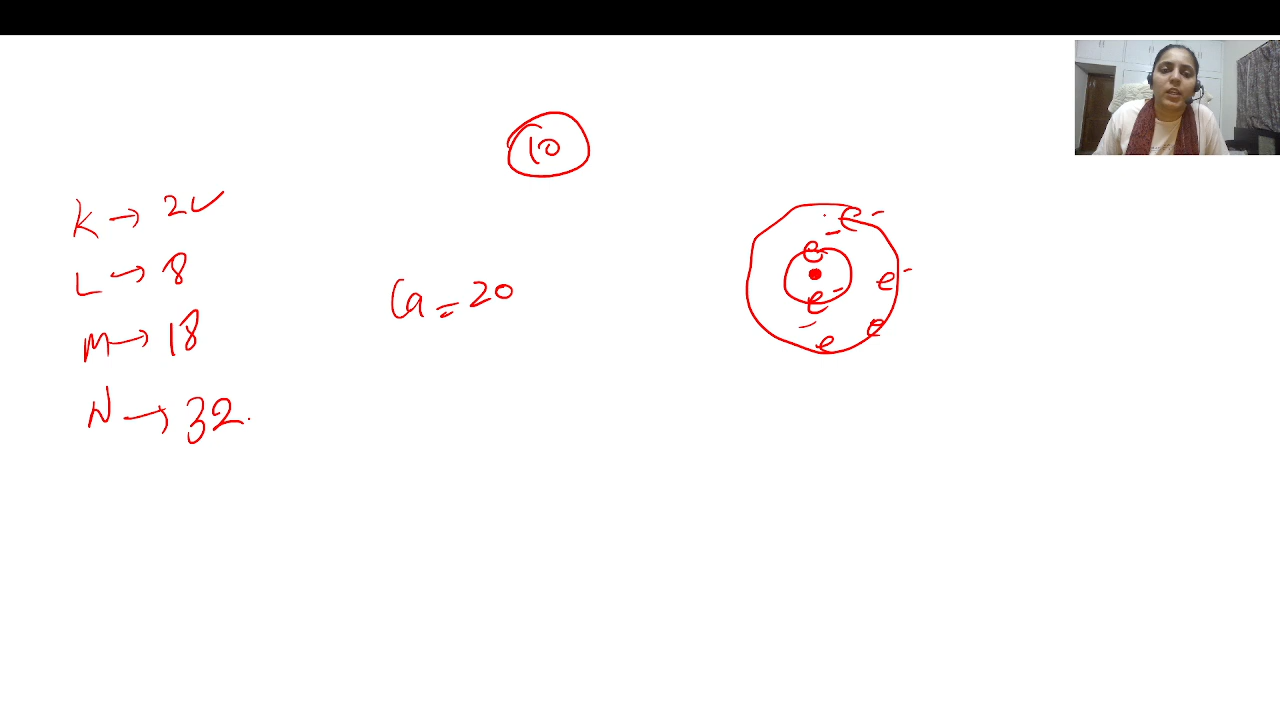 10
K → 2 ✓
L → 8
M → 18
N → 32.
Ca = 20
e-
e-
e-
e-
e
e-